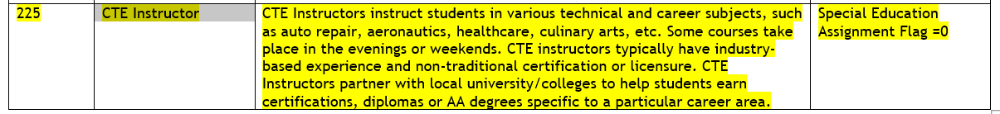 225
CTE Instructor
CTE Instructors instruct students in various technical and career subjects, such
as auto repair, aeronautics, healthcare, culinary arts, etc. Some courses take
place in the evenings or weekends. CTE instructors typically have industry-
based experience and non-traditional certification or licensure. CTE
Instructors partner with local university/colleges to help students earn
certifications, diplomas or AA degrees specific to a particular career area.
Special Education
Assignment Flag =0